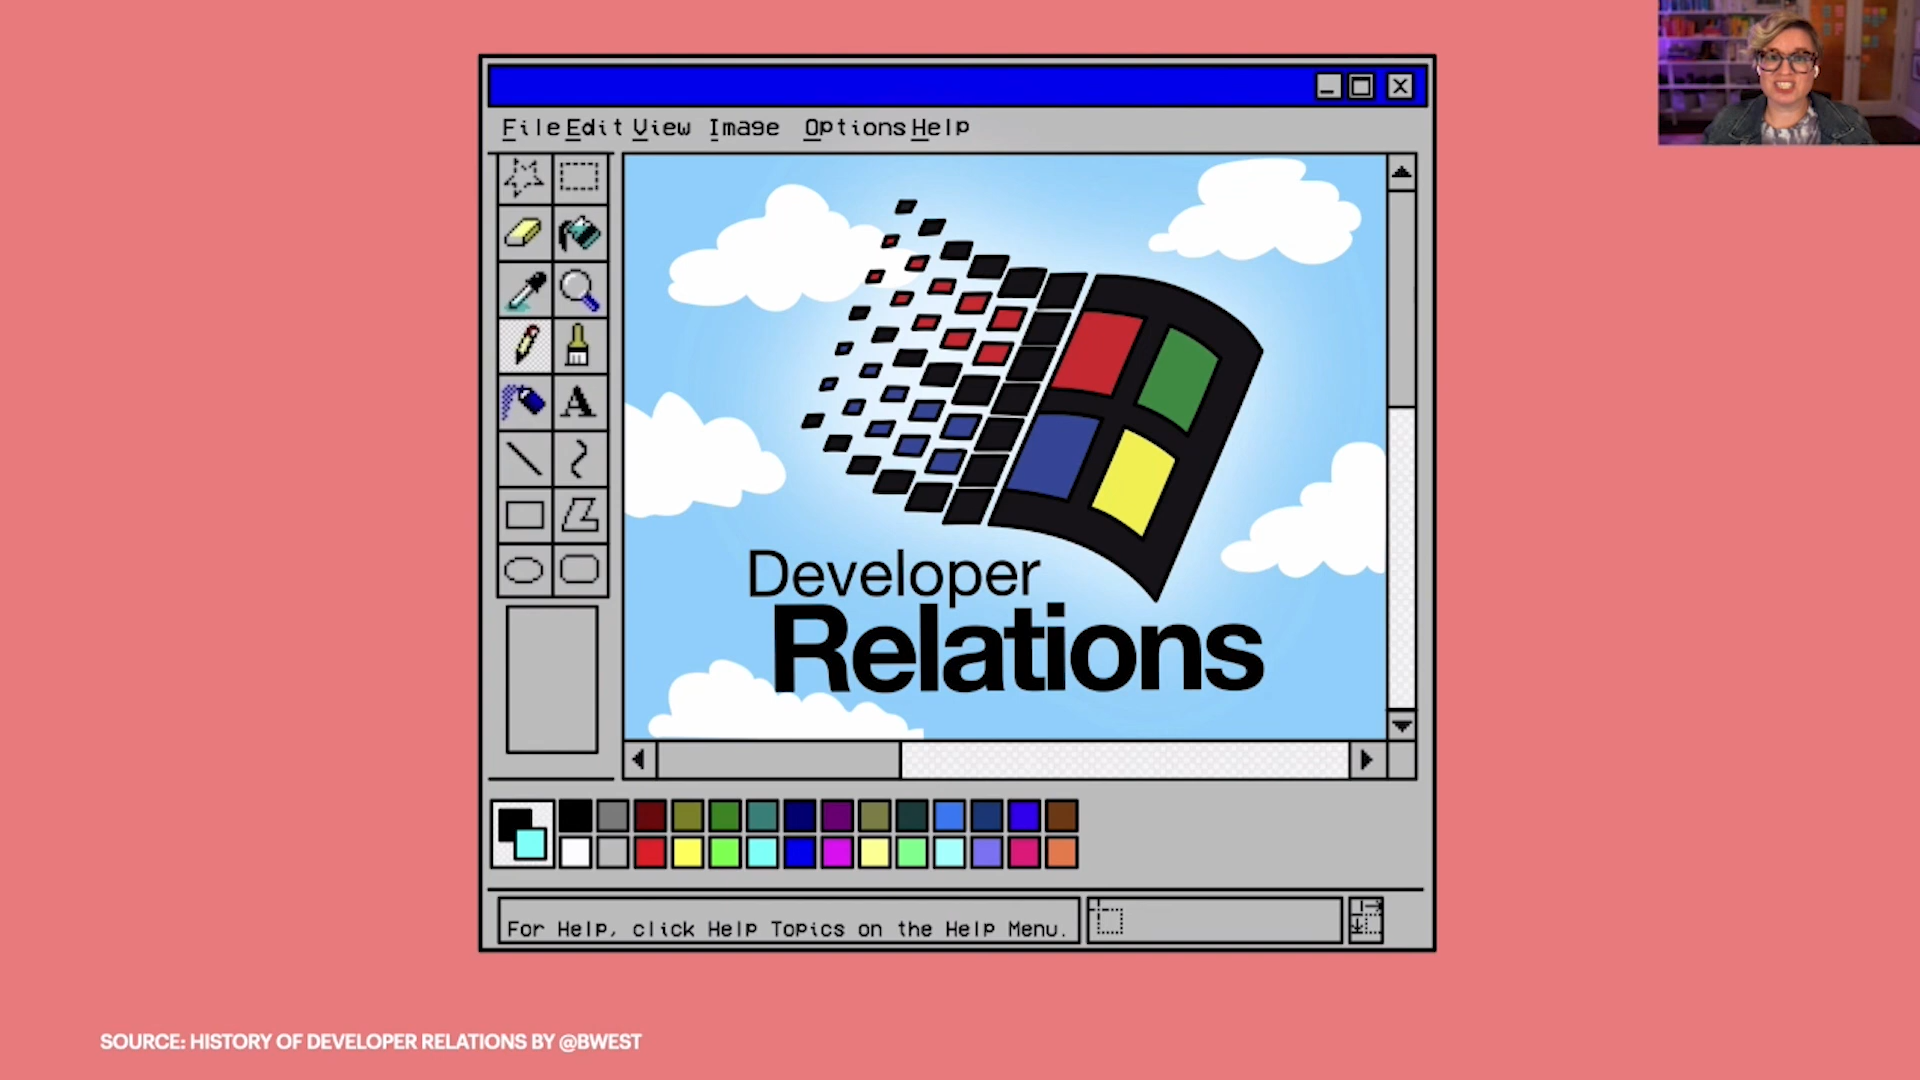 File Edit View Image Options Help
A
Developer
Relations
For Help, click Help Topics on the Help Menu.
SOURCE: HISTORY OF DEVELOPER RELATIONS BY @BWEST